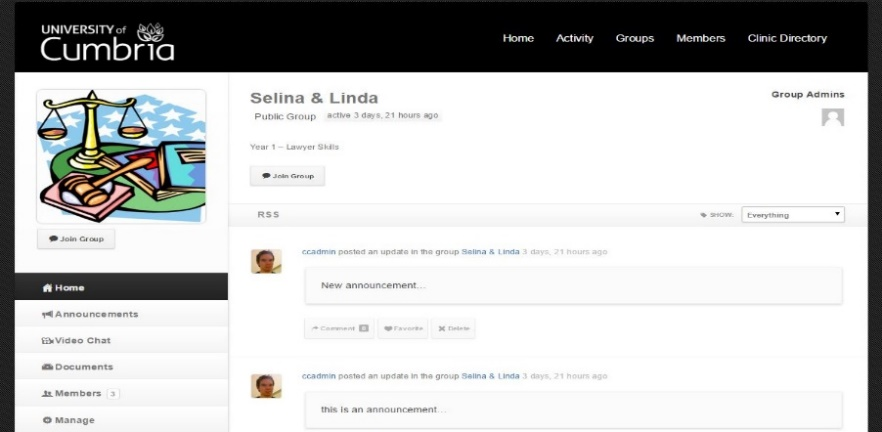 UNIVERSITY of
Cumbria
Home Activity Groups Members Clinic Directory
Selina & Linda
Public Group active 3 days, 21 hours ago
Year 1 – Lawyer Skills
Join Group
Group Admins
Join Group
Home
Announcements
Video Chat
Documents
Members 3
Manage
RSS
SHOW: Everything
ccadmin posted an update in the group Selina & Linda 3 days, 21 hours ago
New announcement...
Comment 0 Favorite Delete
ccadmin posted an update in the group Selina & Linda 3 days, 21 hours ago
this is an announcement...